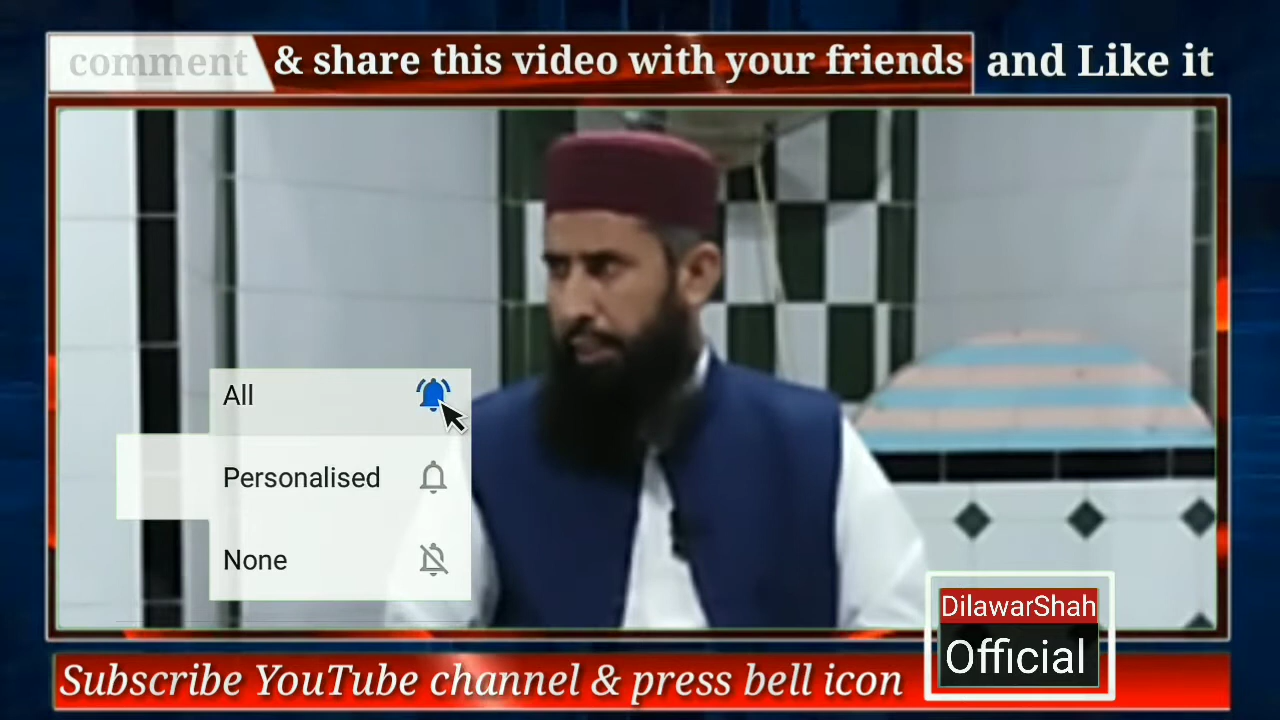 comment & share this video with your friends and Like it
All
Personalised
None
DilawarShah
Official
Subscribe YouTube channel & press bell icon